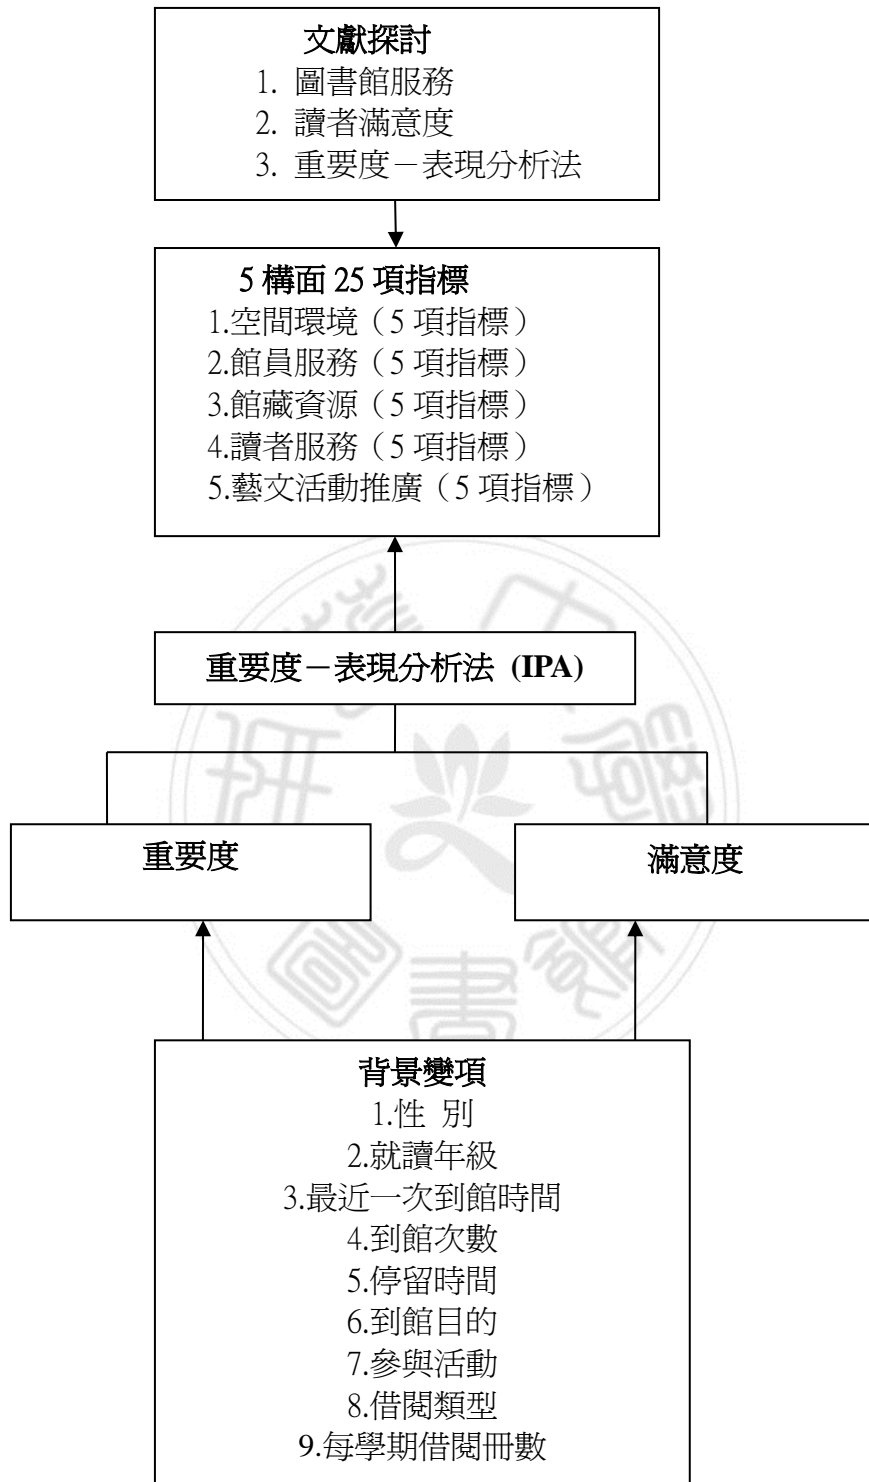 文獻探討
1. 圖書館服務
2. 讀者滿意度
3. 重要度－表現分析法
5 構面 25 項指標
1.空間環境（5 項指標）
2.館員服務（5 項指標）
3.館藏資源（5 項指標）
4.讀者服務（5 項指標）
5.藝文活動推廣（5 項指標）
重要度－表現分析法 (IPA)
重要度
滿意度
背景變項
1.性 別
2.就讀年級
3.最近一次到館時間
4.到館次數
5.停留時間
6.到館目的
7.參與活動
8.借閱類型
9.每學期借閱冊數